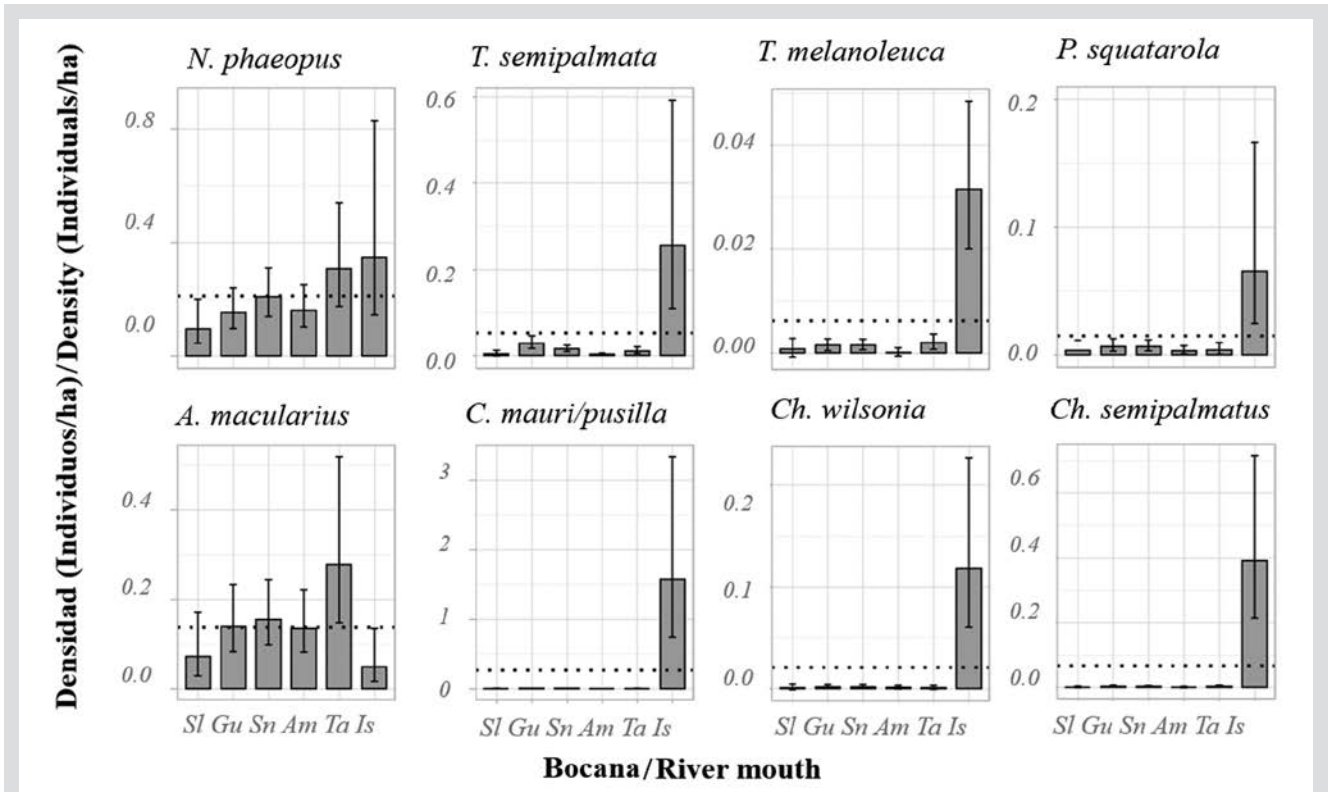 N. phaeopus
T. semipalmata
T. melanoleuca
P. squatarola
0.8
0.4
0.0
0.6
0.4
0.2
0.0
0.04
0.02
0.00
0.2
0.1
0.0
A. macularius
C. mauri/pusilla
Ch. wilsonia
Ch. semipalmatus
0.4
0.2
0.0
3
2
1
0
0.2
0.1
0.0
0.6
0.4
0.2
0.0
Sl Gu Sn Am Ta Is
Sl Gu Sn Am Ta Is
Sl Gu Sn Am Ta Is
Sl Gu Sn Am Ta Is
Densidad (Individuos/ha)/Density (Individuals/ha)
Bocana/River mouth